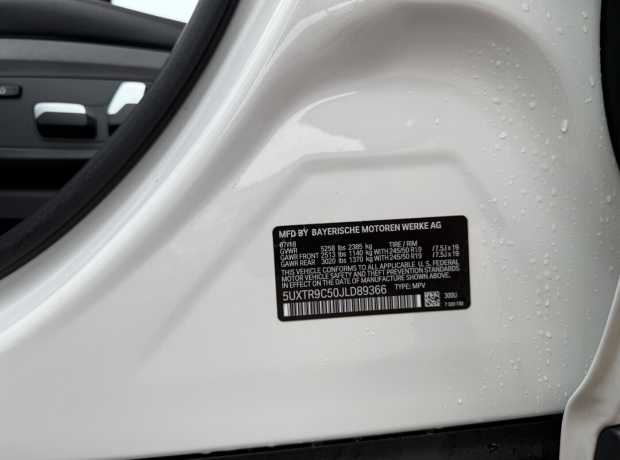 MFD BY BAYERISCHE MOTOREN WERKE AG
07/18
GVWR 5258 lbs 2385 kg TIRE / RIM
GAWR FRONT 2513 lbs 1140 kg WITH 245/50 R19 /7.5J x 19
GAWR REAR 3020 lbs 1370 kg WITH 245/50 R19 /7.5J x 19
THIS VEHICLE CONFORMS TO ALL APPLICABLE U. S. FEDERAL
MOTOR VEHICLE SAFETY AND THEFT PREVENTION STANDARDS
IN EFFECT ON THE DATE OF MANUFACTURE SHOWN ABOVE.
5UXTR9C50JLD89366 TYPE: MPV
300U